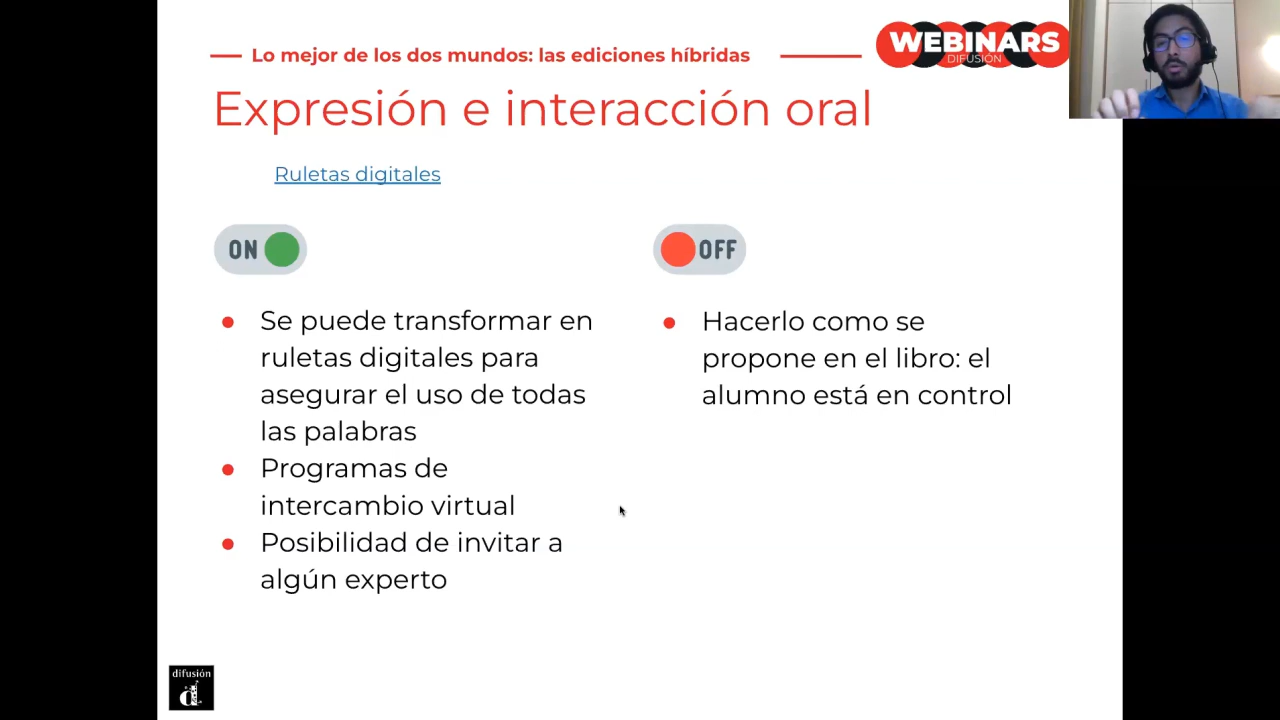 Lo mejor de los dos mundos: las ediciones híbridas
WEBINARS
DIFUSIÓN
Expresión e interacción oral
Ruletas digitales
ON
Se puede transformar en
ruletas digitales para
asegurar el uso de todas
las palabras
Programas de
intercambio virtual
Posibilidad de invitar a
algún experto
OFF
Hacerlo como se
propone en el libro: el
alumno está en control
difusión
d